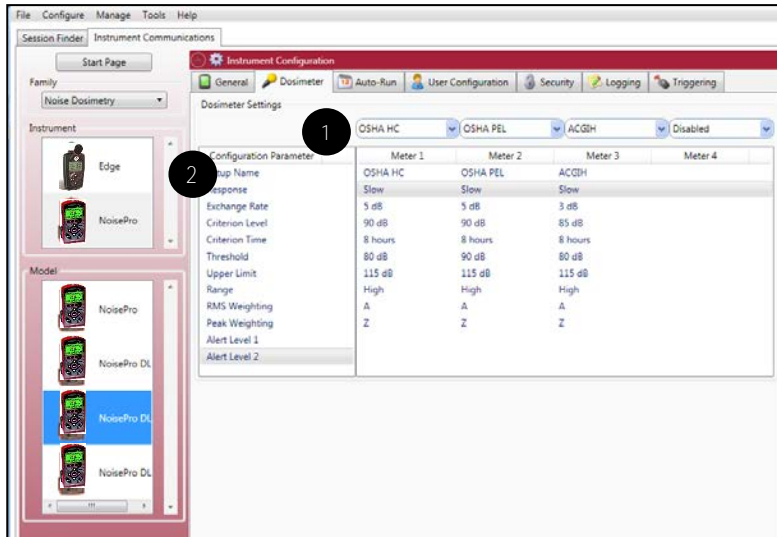 File Configure Manage Tools Help
Session Finder Instrument Communications
Start Page
Family
Noise Dosimetry
Instrument
Edge
NoisePro
Model
NoisePro
NoisePro DL
NoisePro DL
NoisePro DL
Instrument Configuration
General Dosimeter Auto-Run User Configuration Security Logging Triggering
Dosimeter Settings
1
OSHA HC OSHA PEL ACGIH Disabled
2
Configuration Parameter Meter 1 Meter 2 Meter 3 Meter 4
etup Name OSHA HC OSHA PEL ACGIH
Response Slow Slow Slow
Exchange Rate 5 dB 5 dB 3 dB
Criterion Level 90 dB 90 dB 85 dB
Criterion Time 8 hours 8 hours 8 hours
Threshold 80 dB 90 dB 80 dB
Upper Limit 115 dB 115 dB 115 dB
Range High High High
RMS Weighting A A A
Peak Weighting Z Z Z
Alert Level 1
Alert Level 2